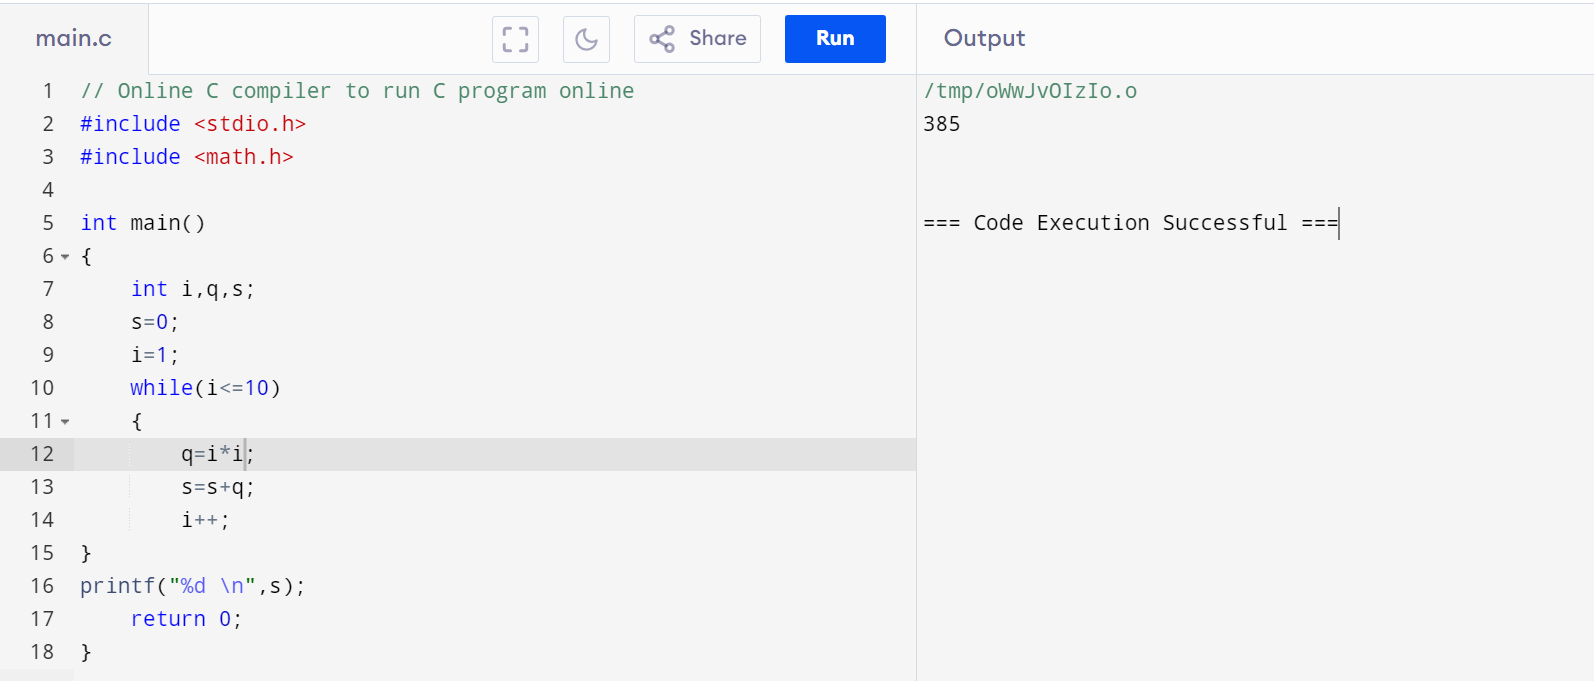 main.c Share Run Output
1 // Online C compiler to run C program online
2 #include <stdio.h>
3 #include <math.h>
4
5 int main()
6 {
7     int i,q,s;
8     s=0;
9     i=1;
10     while(i<=10)
11     {
12         q=i*i;
13         s=s+q;
14         i++;
15 }
16 printf("%d \n",s);
17     return 0;
18 }
/tmp/oWwJvOIzIo.o
385
=== Code Execution Successful ===